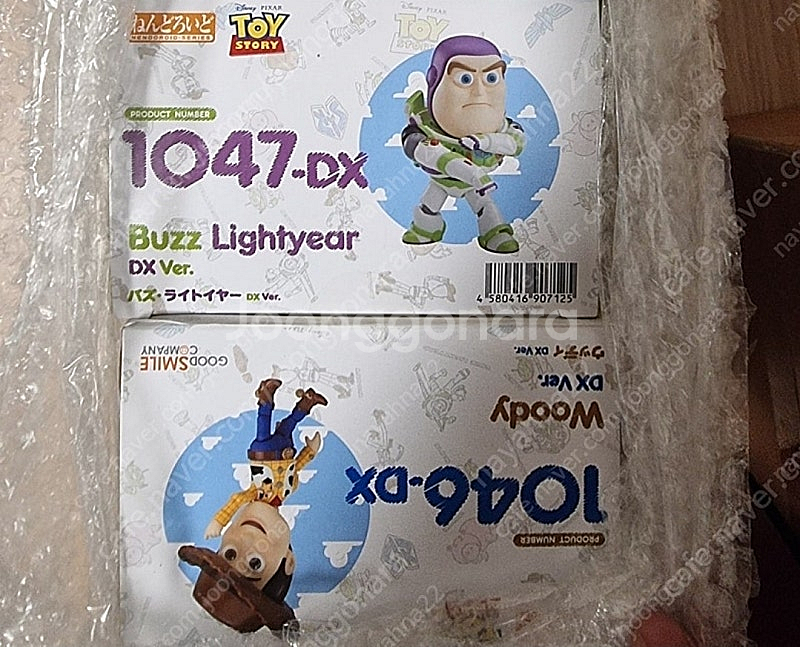 ねんどろいど
NENDOROID SERIES
Disney PIXAR
TOY
STORY
PRODUCT NUMBER
1047-DX
Buzz Lightyear
DX Ver.
バズ・ライトイヤー DX Ver.
4 580416 907125
Joonggonara
GOOD SMILE
COMPANY
ウッディ DX Ver.
DX Ver.
Woody
1046-DX
PRODUCT NUMBER